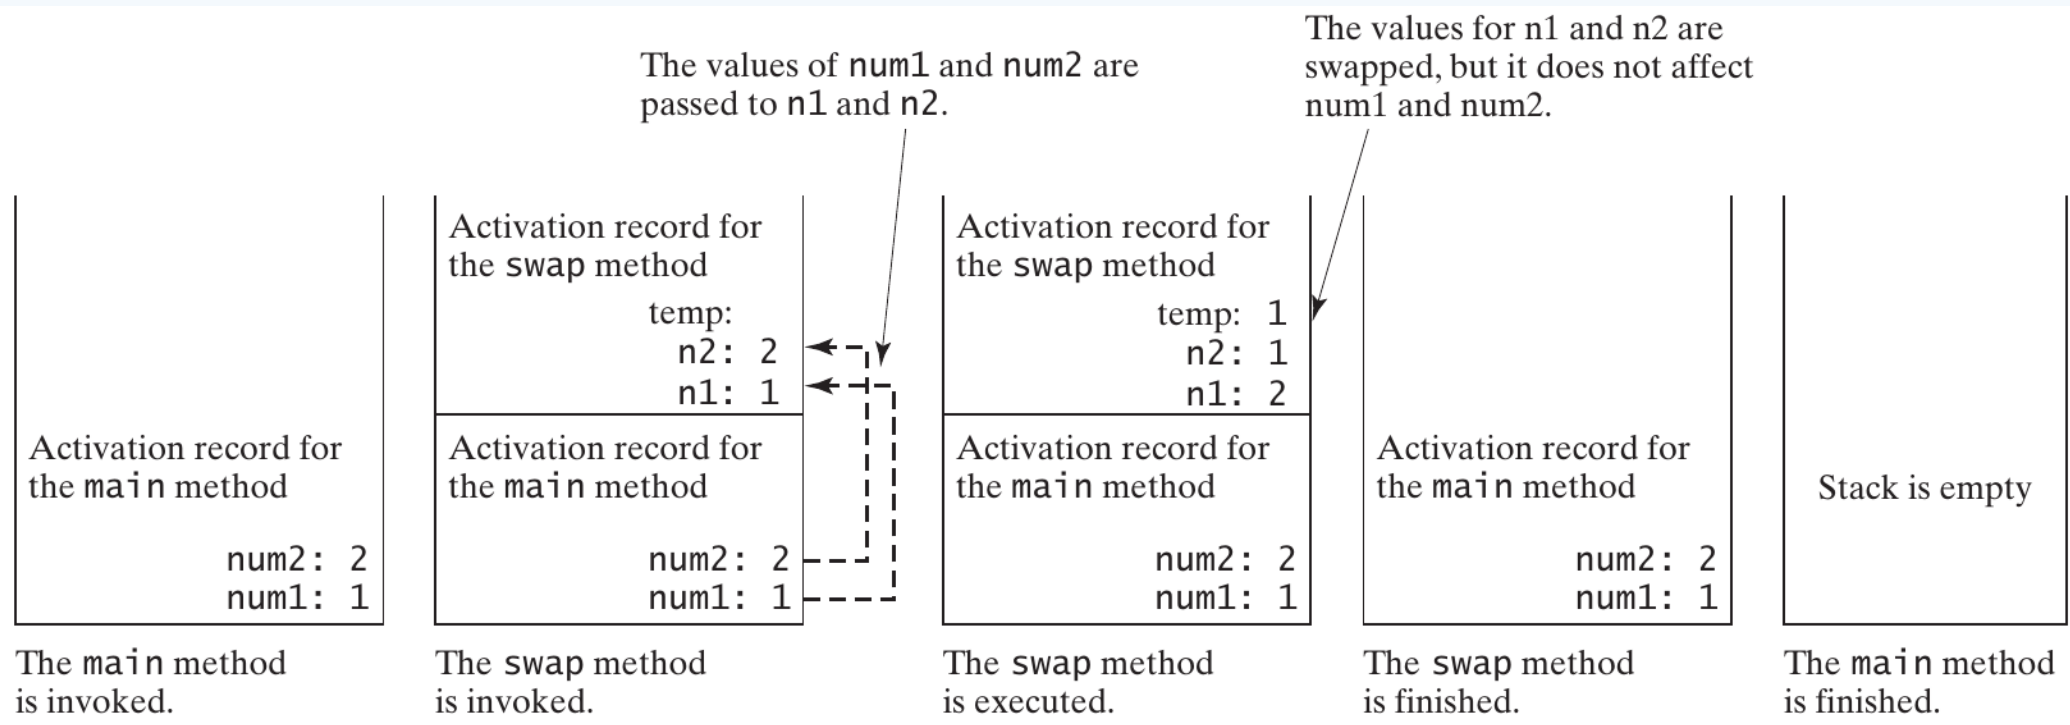 The values of num1 and num2 are
passed to n1 and n2.
The values for n1 and n2 are
swapped, but it does not affect
num1 and num2.
Activation record for
the main method
num2: 2
num1: 1
The main method
is invoked.
Activation record for
the swap method
temp:
n2: 2
n1: 1
Activation record for
the main method
num2: 2
num1: 1
The swap method
is invoked.
Activation record for
the swap method
temp: 1
n2: 1
n1: 2
Activation record for
the main method
num2: 2
num1: 1
The swap method
is executed.
Activation record for
the main method
num2: 2
num1: 1
The swap method
is finished.
Stack is empty
The main method
is finished.